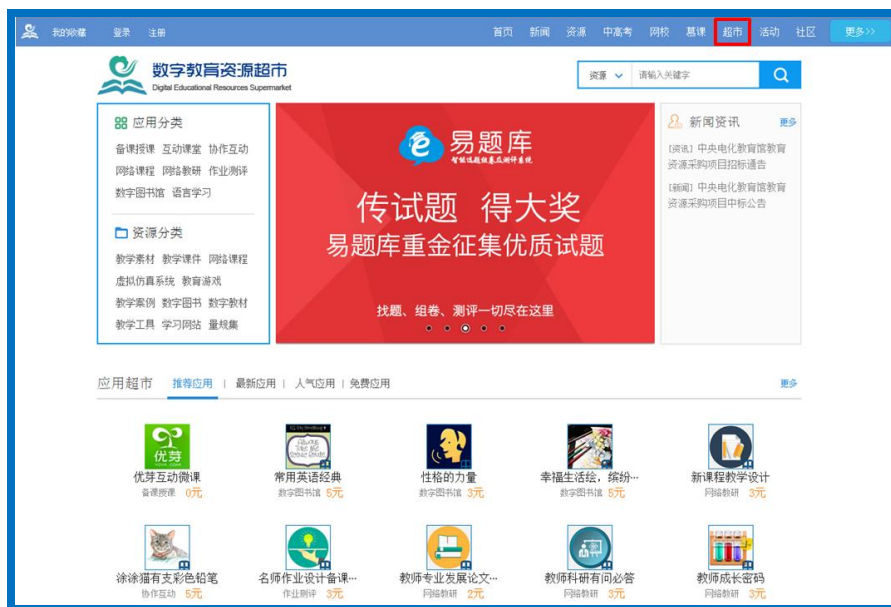 我的收藏 登录 注册 首页 新闻 资源 中高考 网校 慕课 超市 活动 社区 更多>>
数字教育资源超市
Digital Educational Resources Supermarket
资源 请输入关键字
应用分类
备课授课 互动课堂 协作互动
网络课程 网络教研 作业测评
数字图书馆 语言学习
资源分类
教学素材 教学课件 网络课程
虚拟仿真系统 教育游戏
教学案例 数字图书 数字教材
教学工具 学习网站 量规集
易题库
智能选题组卷及测评系统
传试题 得大奖
易题库重金征集优质试题
找题、组卷、测评一切尽在这里
新闻资讯 更多
[资讯] 中央电化教育馆教育
资源采购项目招标通告
[新闻] 中央电化教育馆教育
资源采购项目中标公告
应用超市 推荐应用 | 最新应用 | 人气应用 | 免费应用 更多
优芽
优芽互动微课 常用英语经典 性格的力量 幸福生活绘，缤纷… 新课程教学设计
备课授课 0元 数字图书馆 5元 数字图书馆 3元 数字图书馆 5元 网络教研 3元
涂涂猫有支彩色铅笔 名师作业设计备课… 教师专业发展论文… 教师科研有问必答 教师成长密码
协作互动 5元 作业测评 3元 网络教研 2元 网络教研 3元 网络教研 3元